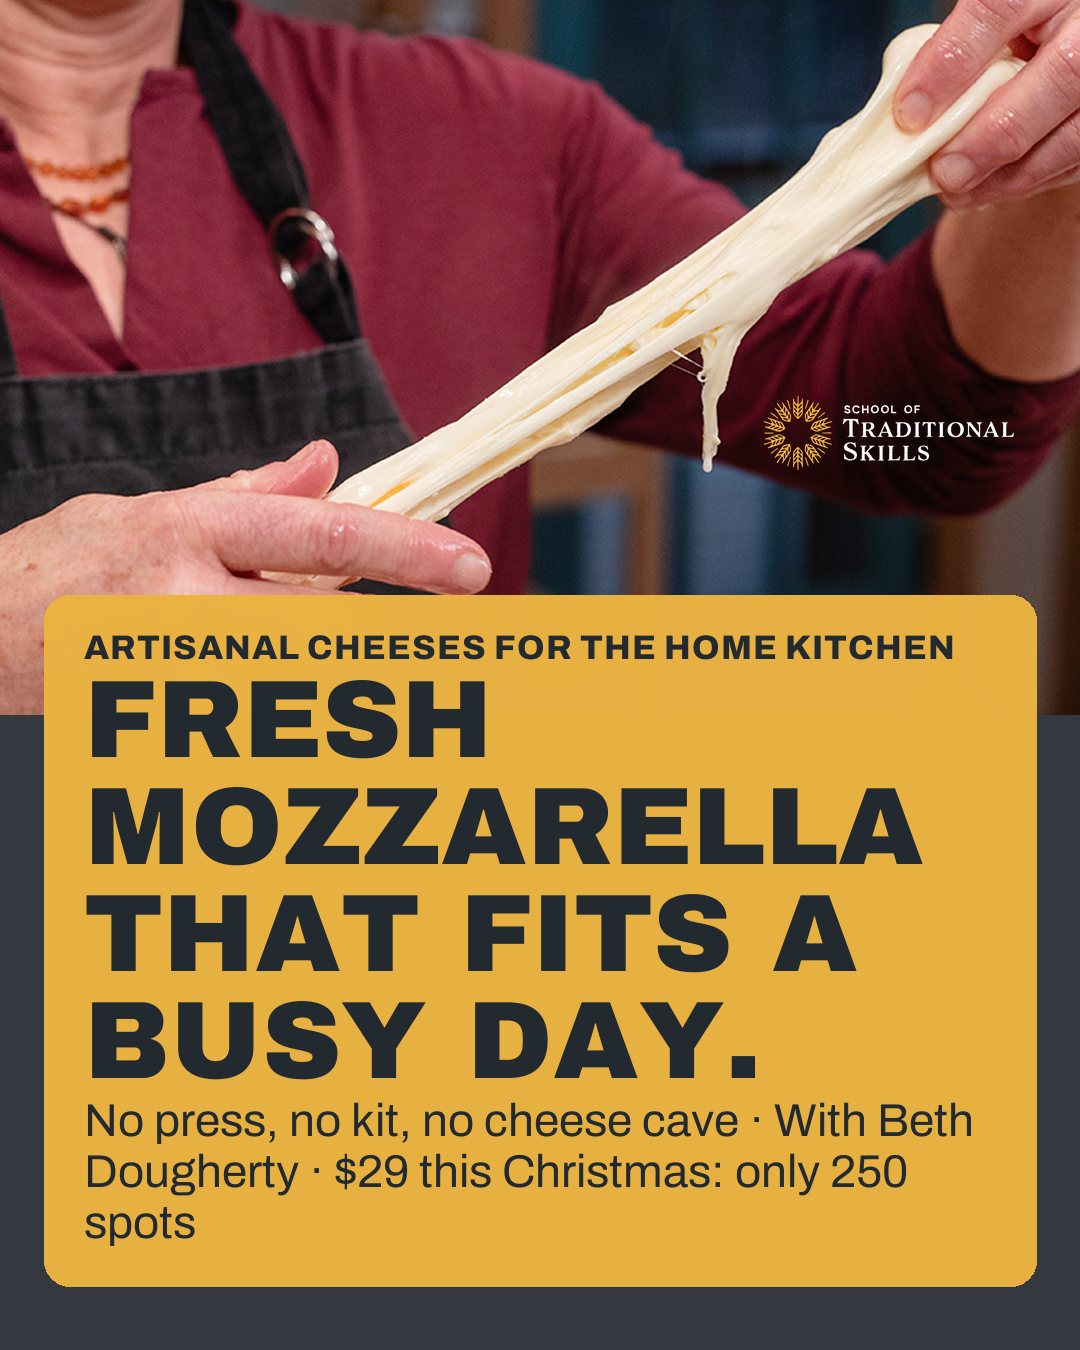 SCHOOL OF
TRADITIONAL
SKILLS
ARTISANAL CHEESES FOR THE HOME KITCHEN
FRESH
MOZZARELLA
THAT FITS A
BUSY DAY.
No press, no kit, no cheese cave · With Beth
Dougherty · $29 this Christmas: only 250
spots